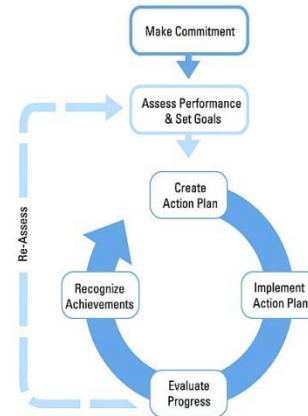 Make Commitment
Assess Performance
& Set Goals
Create
Action Plan
Implement
Action Plan
Evaluate
Progress
Recognize
Achievements
Re-Assess